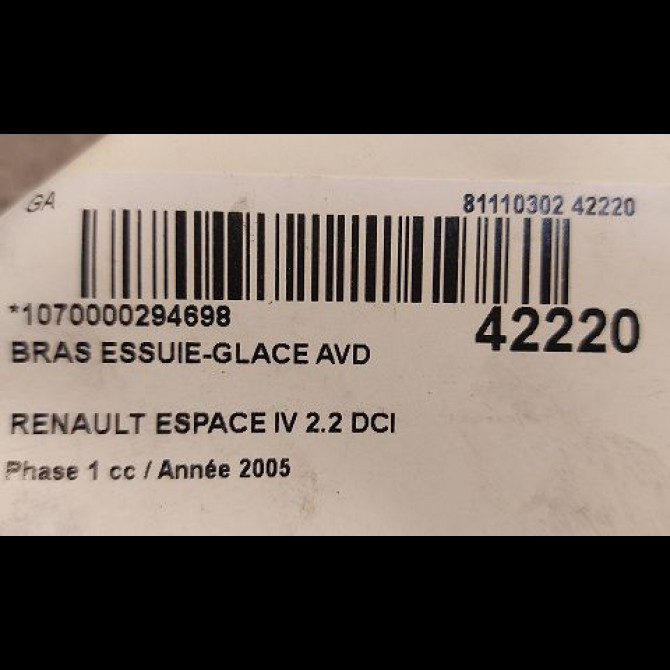 GA
81110302 42220
*1070000294698
42220
BRAS ESSUIE-GLACE AVD
RENAULT ESPACE IV 2.2 DCI
Phase 1 cc / Année 2005